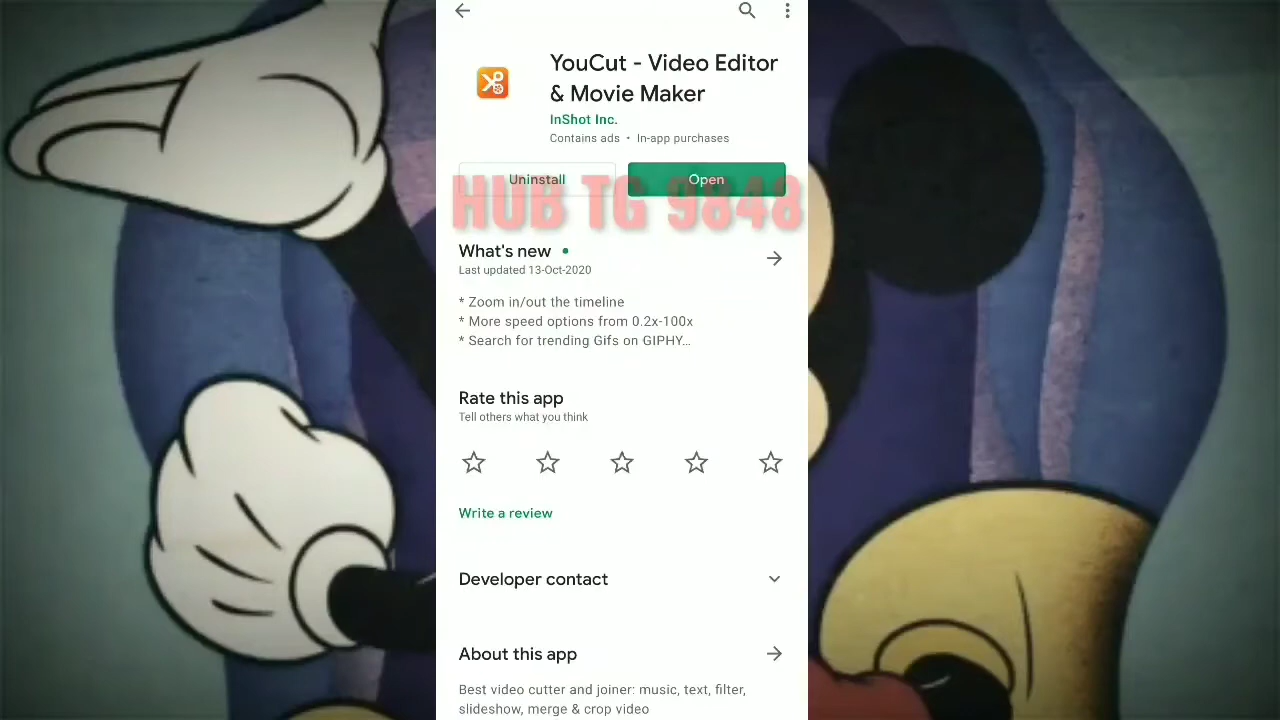 YouCut - Video Editor
& Movie Maker
InShot Inc.
Contains ads • In-app purchases
Uninstall
Open
HUB TG 9848
What's new
Last updated 13-Oct-2020
* Zoom in/out the timeline
* More speed options from 0.2x-100x
* Search for trending Gifs on GIPHY...
Rate this app
Tell others what you think
Write a review
Developer contact
About this app
Best video cutter and joiner: music, text, filter,
slideshow, merge & crop video